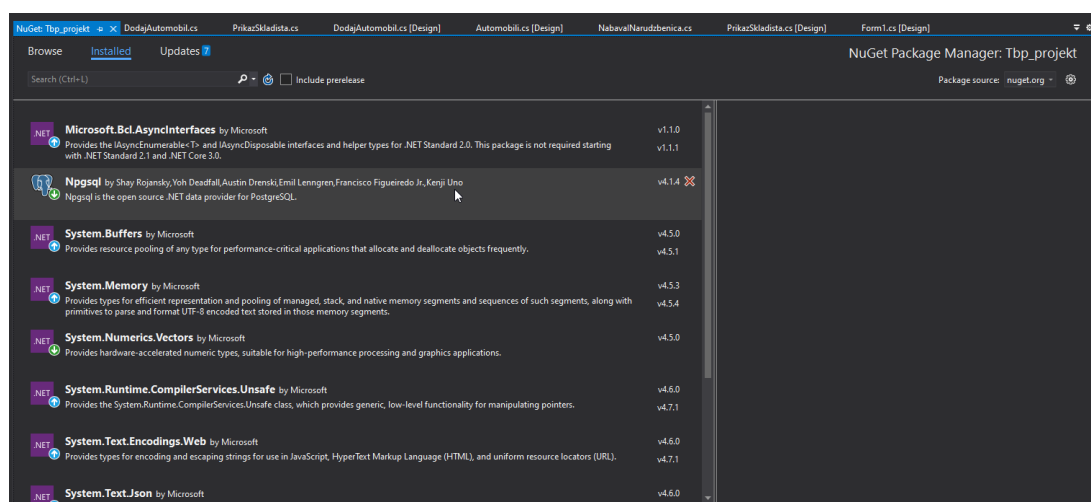 NuGet: Tbp_projekt DodajAutomobil.cs PrikazSkladista.cs DodajAutomobil.cs [Design] Automobili.cs [Design] NabavalNarudzbenica.cs PrikazSkladista.cs [Design] Form1.cs [Design]
Browse Installed Updates 7 NuGet Package Manager: Tbp_projekt
Search (Ctrl+L) Include prerelease Package source: nuget.org
.NET Microsoft.Bcl.AsyncInterfaces by Microsoft v1.1.0
Provides the IAsyncEnumerable<T> and IAsyncDisposable interfaces and helper types for .NET Standard 2.0. This package is not required starting v1.1.1
with .NET Standard 2.1 and .NET Core 3.0.
Npgsql by Shay Rojansky,Yoh Deadfall,Austin Drenski,Emil Lenngren,Francisco Figueiredo Jr.,Kenji Uno v4.1.4
Npgsql is the open source .NET data provider for PostgreSQL.
.NET System.Buffers by Microsoft v4.5.0
Provides resource pooling of any type for performance-critical applications that allocate and deallocate objects frequently. v4.5.1
.NET System.Memory by Microsoft v4.5.3
Provides types for efficient representation and pooling of managed, stack, and native memory segments and sequences of such segments, along with v4.5.4
primitives to parse and format UTF-8 encoded text stored in those memory segments.
.NET System.Numerics.Vectors by Microsoft v4.5.0
Provides hardware-accelerated numeric types, suitable for high-performance processing and graphics applications.
.NET System.Runtime.CompilerServices.Unsafe by Microsoft v4.6.0
Provides the System.Runtime.CompilerServices.Unsafe class, which provides generic, low-level functionality for manipulating pointers. v4.7.1
.NET System.Text.Encodings.Web by Microsoft v4.6.0
Provides types for encoding and escaping strings for use in JavaScript, HyperText Markup Language (HTML), and uniform resource locators (URL). v4.7.1
.NET System.Text.Json by Microsoft v4.6.0